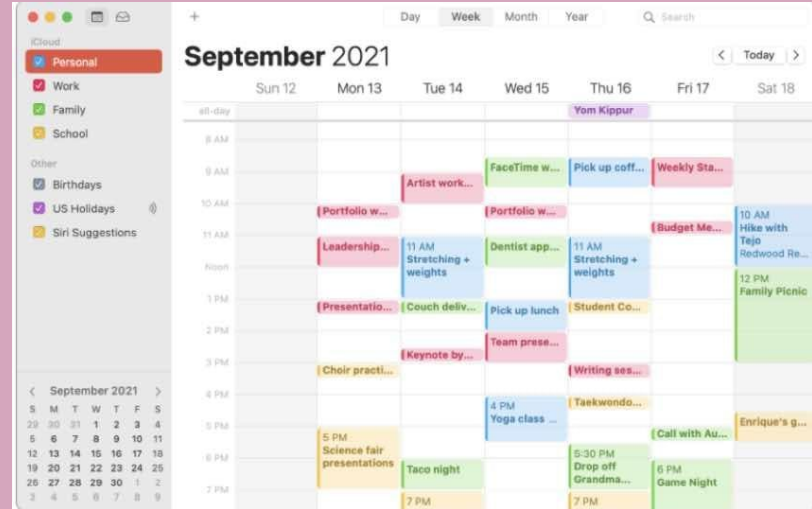 +
Day Week Month Year
Search
iCloud
Personal
Work
Family
School
Other
Birthdays
US Holidays
Siri Suggestions
September 2021
S M T W T F S
29 30 31 1 2 3 4
5 6 7 8 9 10 11
12 13 14 15 16 17 18
19 20 21 22 23 24 25
26 27 28 29 30 1 2
3 4 5 6 7 8 9
September 2021
Today
Sun 12 Mon 13 Tue 14 Wed 15 Thu 16 Fri 17 Sat 18
all-day
Yom Kippur
8 AM
9 AM
10 AM
11 AM
Noon
1 PM
2 PM
3 PM
4 PM
5 PM
6 PM
7 PM
Portfolio w...
Leadership...
Presentatio...
Choir practi...
5 PM
Science fair
presentations
7 PM
Artist work...
11 AM
Stretching +
weights
Couch deliv...
Keynote by...
Taco night
FaceTime w...
Portfolio w...
Dentist app...
Pick up lunch
Team prese...
4 PM
Yoga class ...
Pick up coff...
11 AM
Stretching +
weights
Student Co...
Writing ses...
Taekwondo...
5:30 PM
Drop off
Grandma...
7 PM
Weekly Sta...
Budget Me...
Call with Au...
6 PM
Game Night
10 AM
Hike with
Tejo
Redwood Re...
12 PM
Family Picnic
Enrique's g...